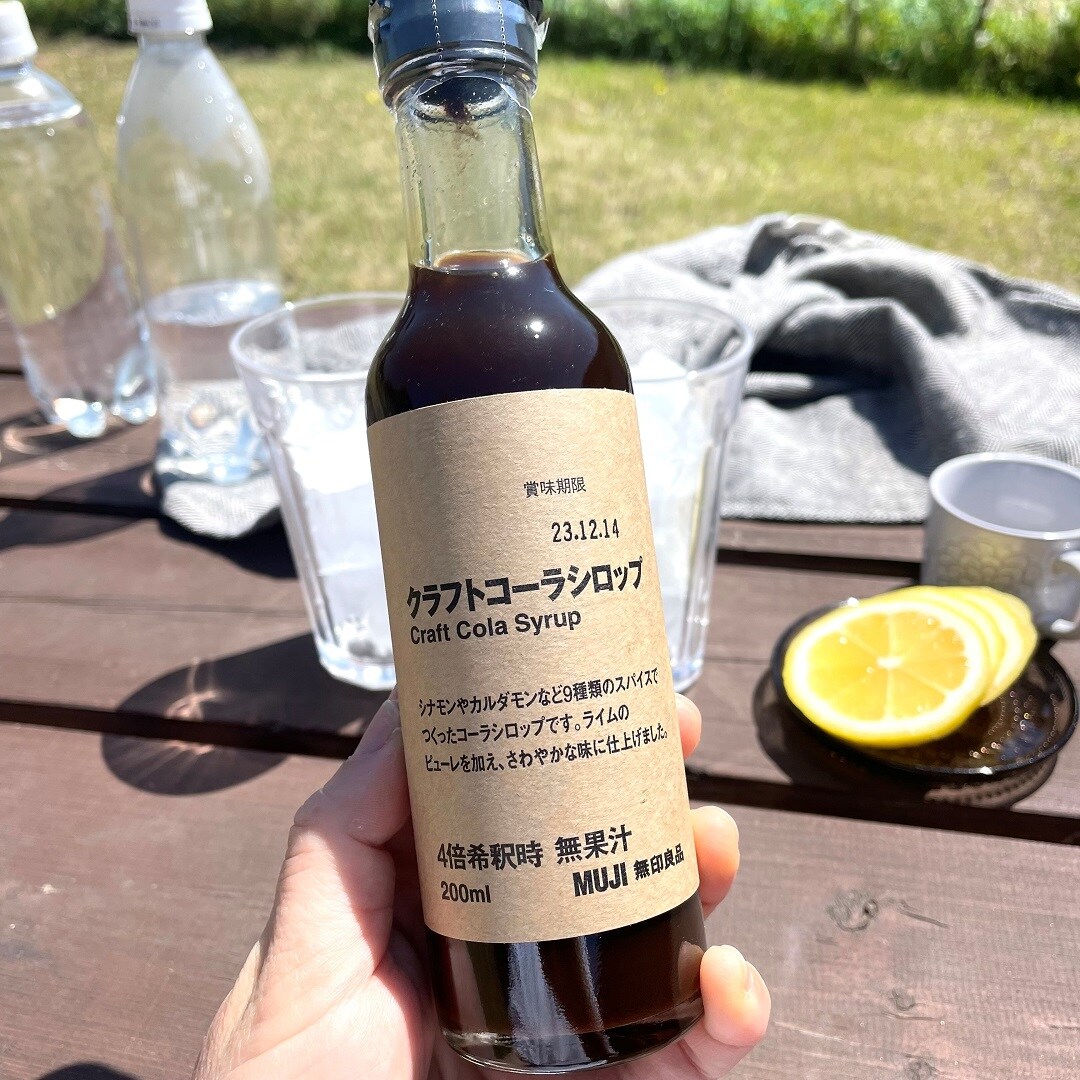 賞味期限
23.12.14
クラフトコーラシロップ
Craft Cola Syrup
シナモンやカルダモンなど9種類のスパイスで
つくったコーラシロップです。ライムの
ピューレを加え、さわやかな味に仕上げました。
4倍希釈時 無果汁
200ml MUJI 無印良品